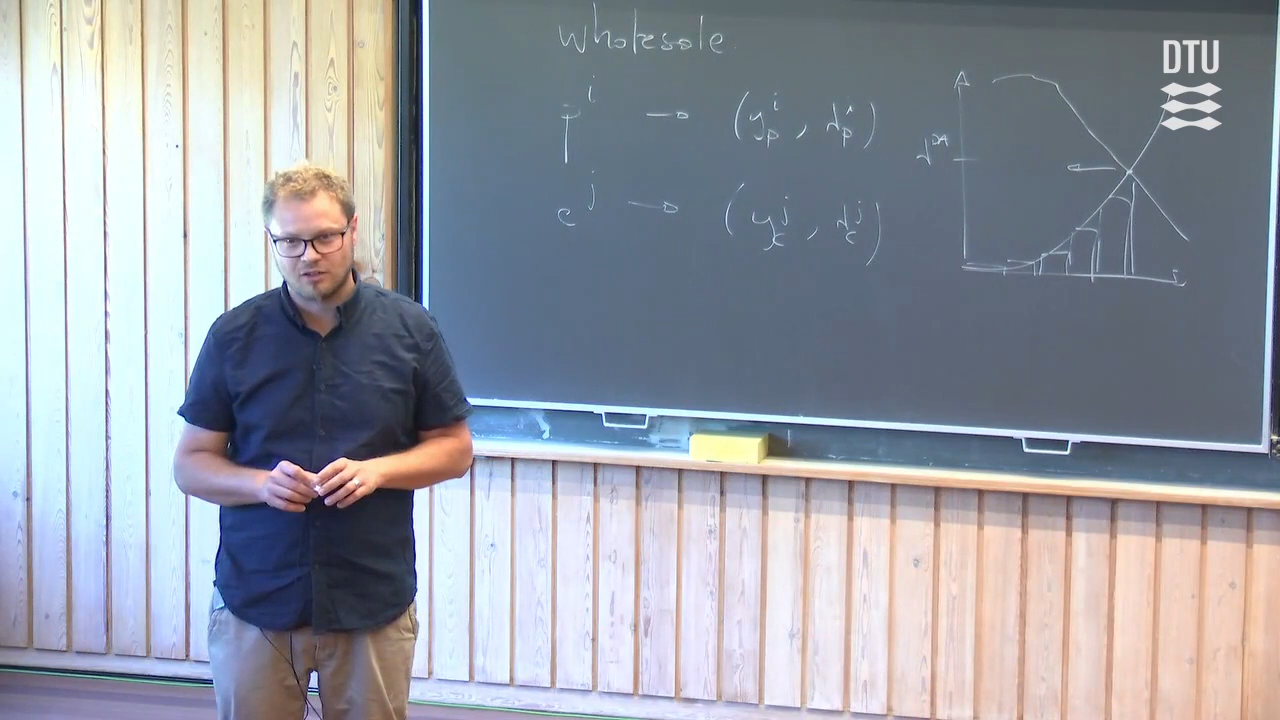 wholesale
p^i → (y_p^i, λ_p^i)
c^j → (y_c^j, λ_c^j)
λ^DA
DTU